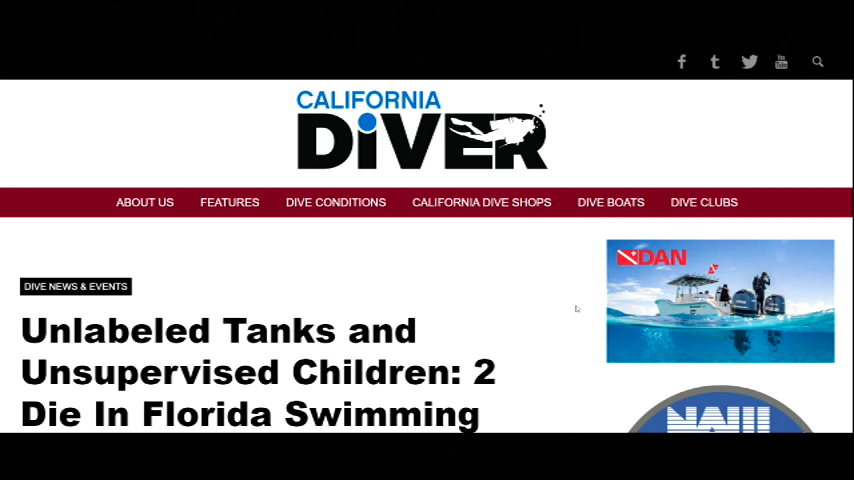 CALIFORNIA
DiVER
ABOUT US FEATURES DIVE CONDITIONS CALIFORNIA DIVE SHOPS DIVE BOATS DIVE CLUBS
DAN
DIVE NEWS & EVENTS
Unlabeled Tanks and
Unsupervised Children: 2
Die In Florida Swimming
NAUI